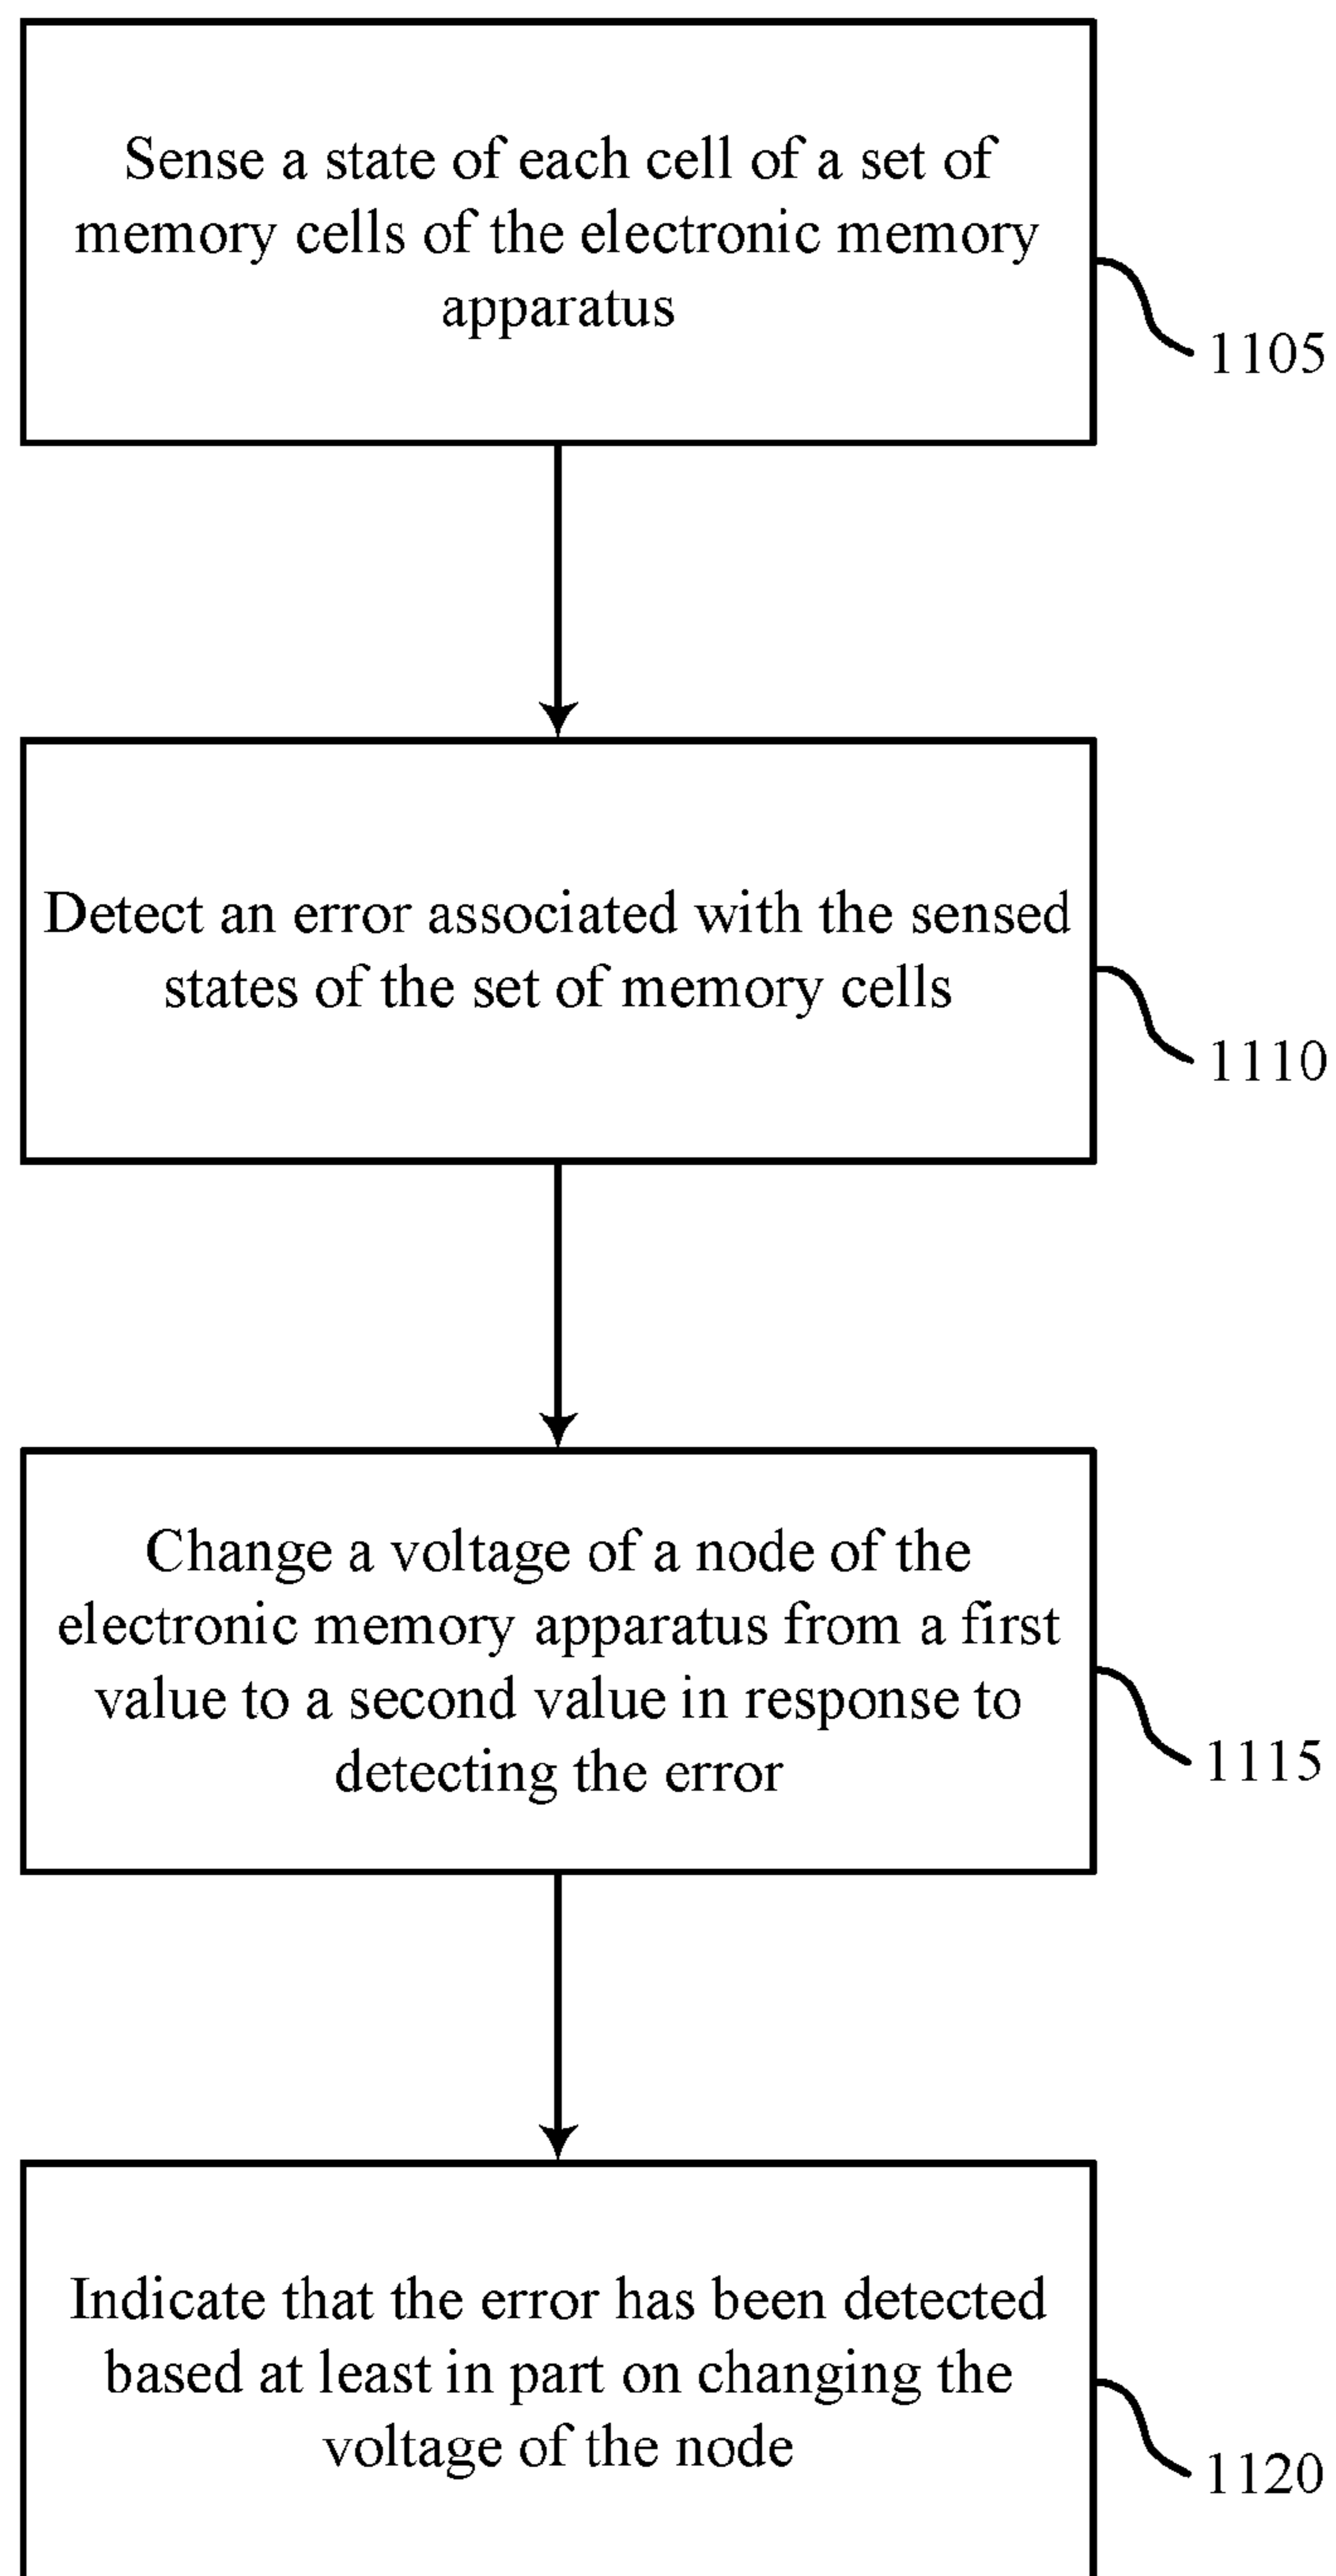 Sense a state of each cell of a set of
memory cells of the electronic memory
apparatus
1105
Detect an error associated with the sensed
states of the set of memory cells
1110
Change a voltage of a node of the
electronic memory apparatus from a first
value to a second value in response to
detecting the error
1115
Indicate that the error has been detected
based at least in part on changing the
voltage of the node
1120